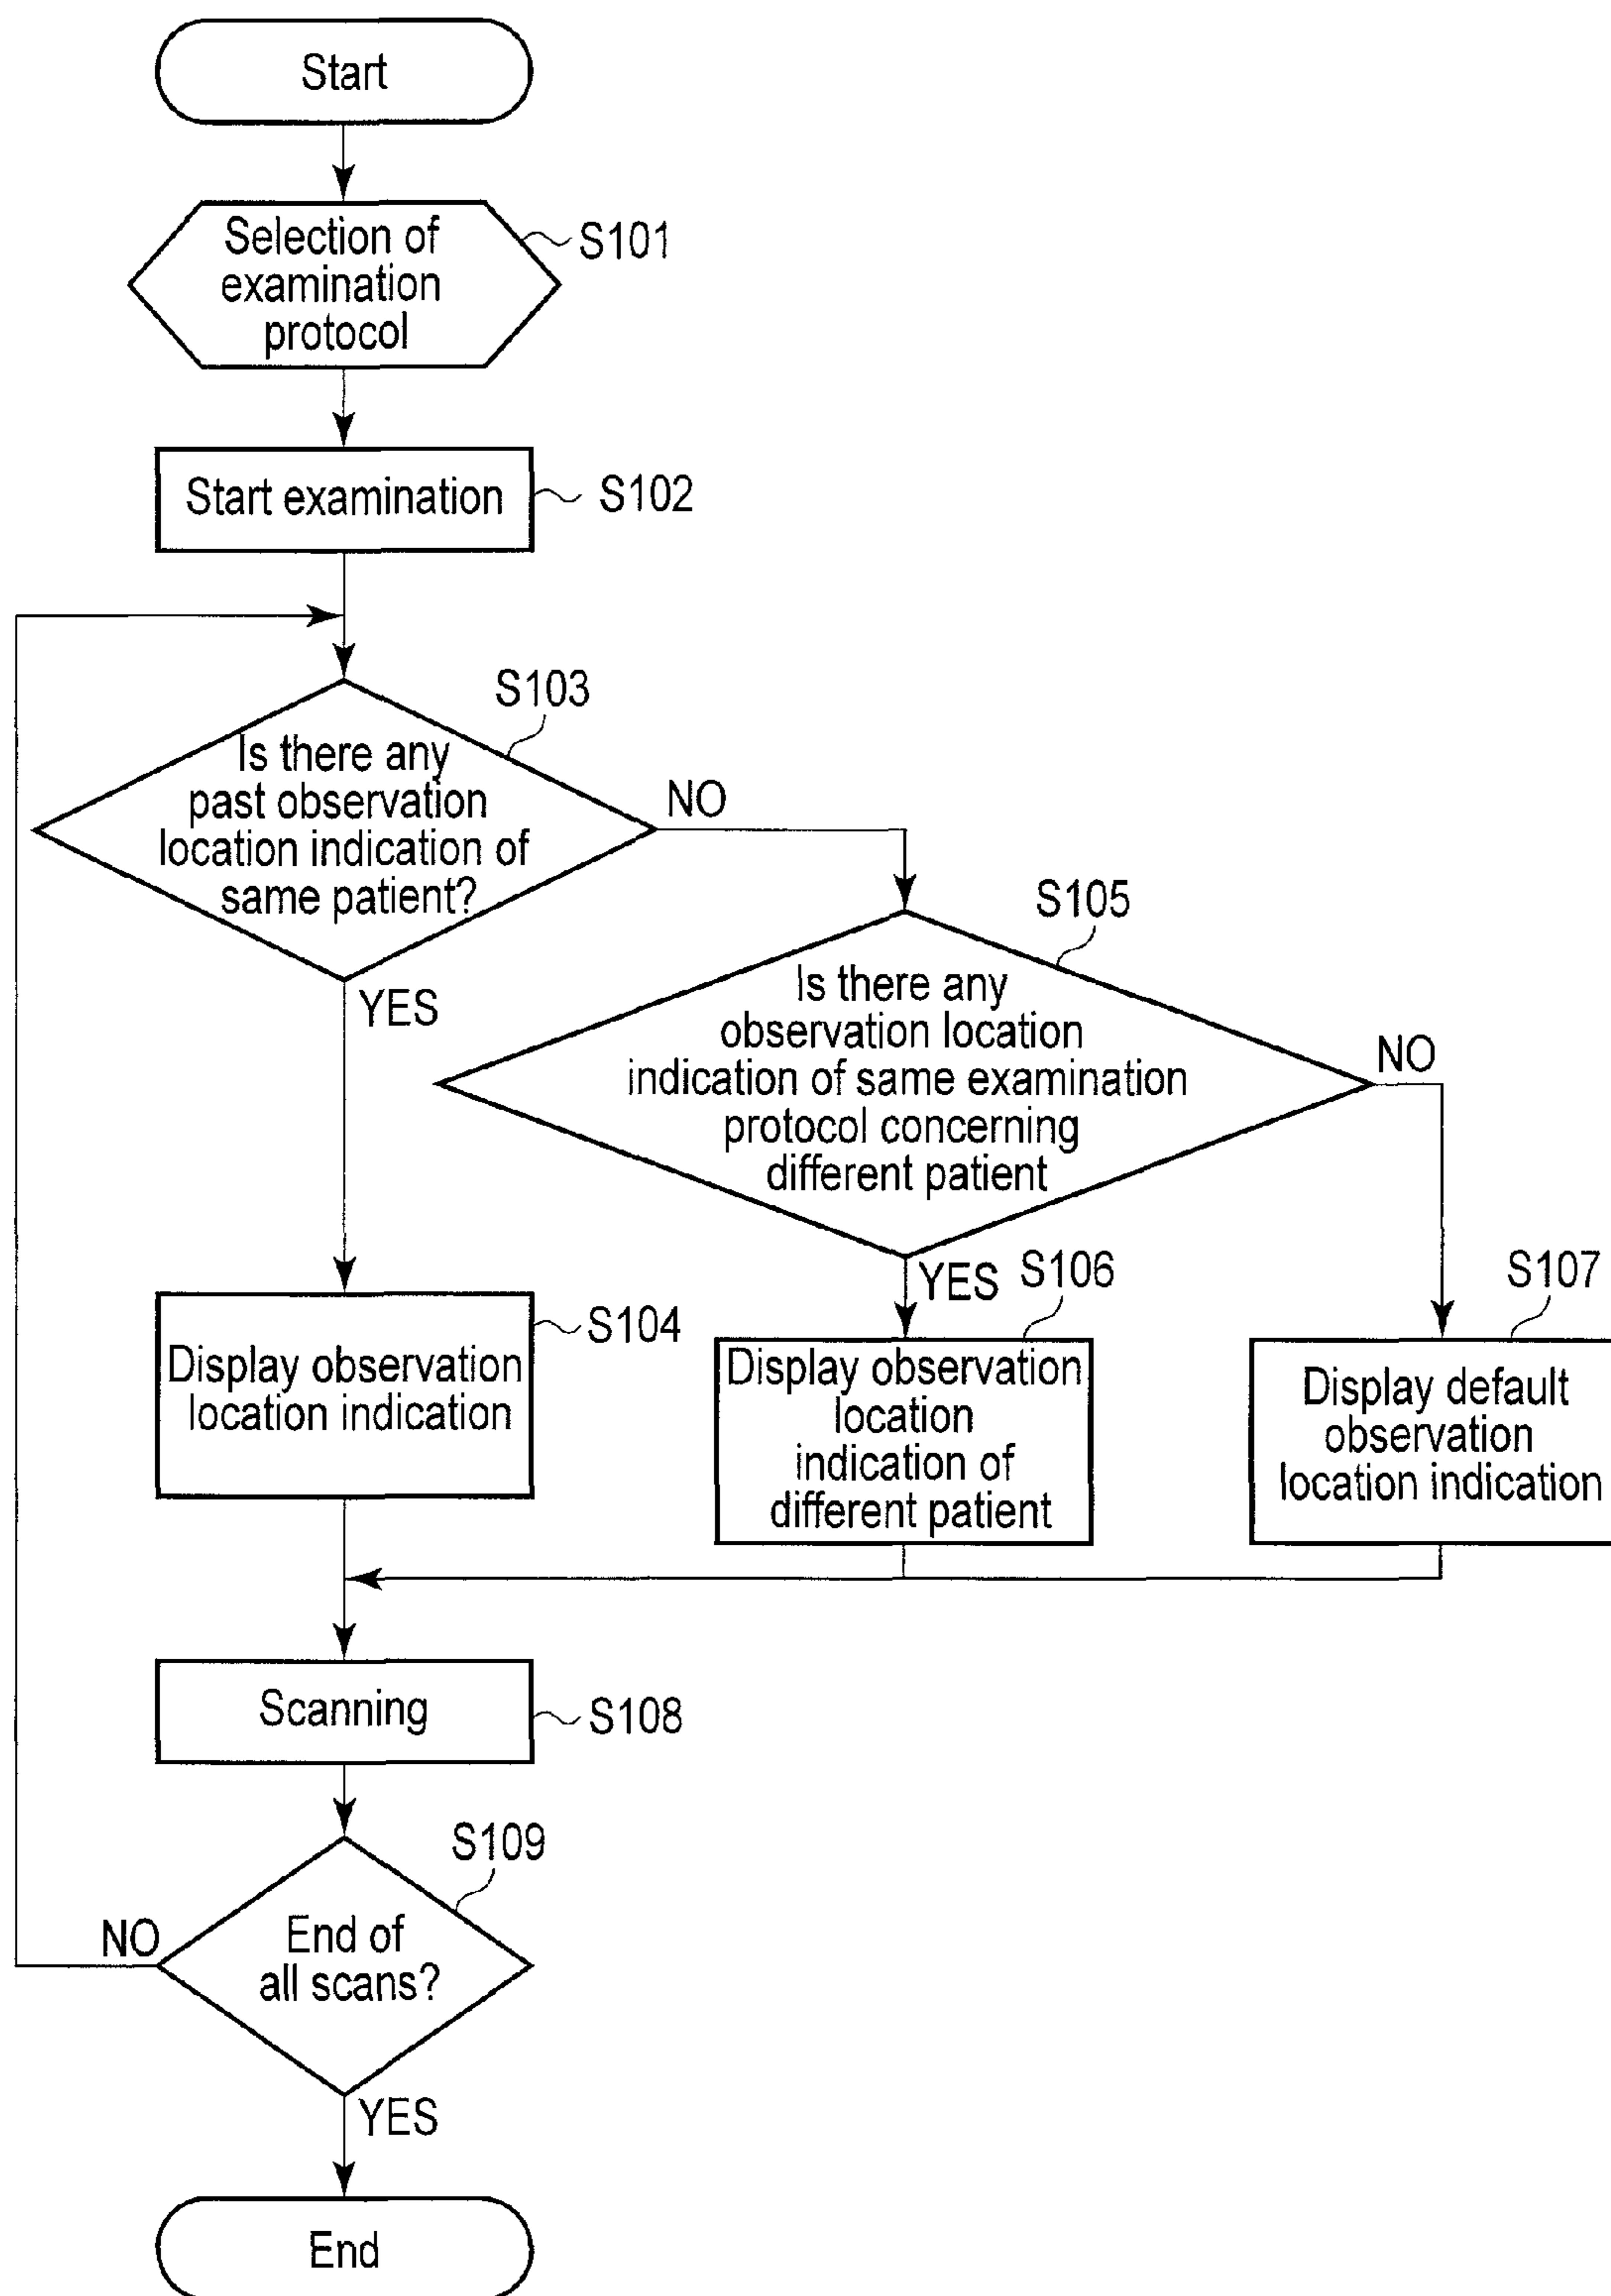 Start
Selection of
examination
protocol
S101
Start examination
S102
S103
Is there any
past observation
location indication of
same patient?
NO
YES
S105
Is there any
observation location
indication of same examination
protocol concerning
different patient
NO
YES
S104
Display observation
location indication
S106
Display observation
location
indication of
different patient
S107
Display default
observation
location indication
Scanning
S108
S109
End of
all scans?
NO
YES
End